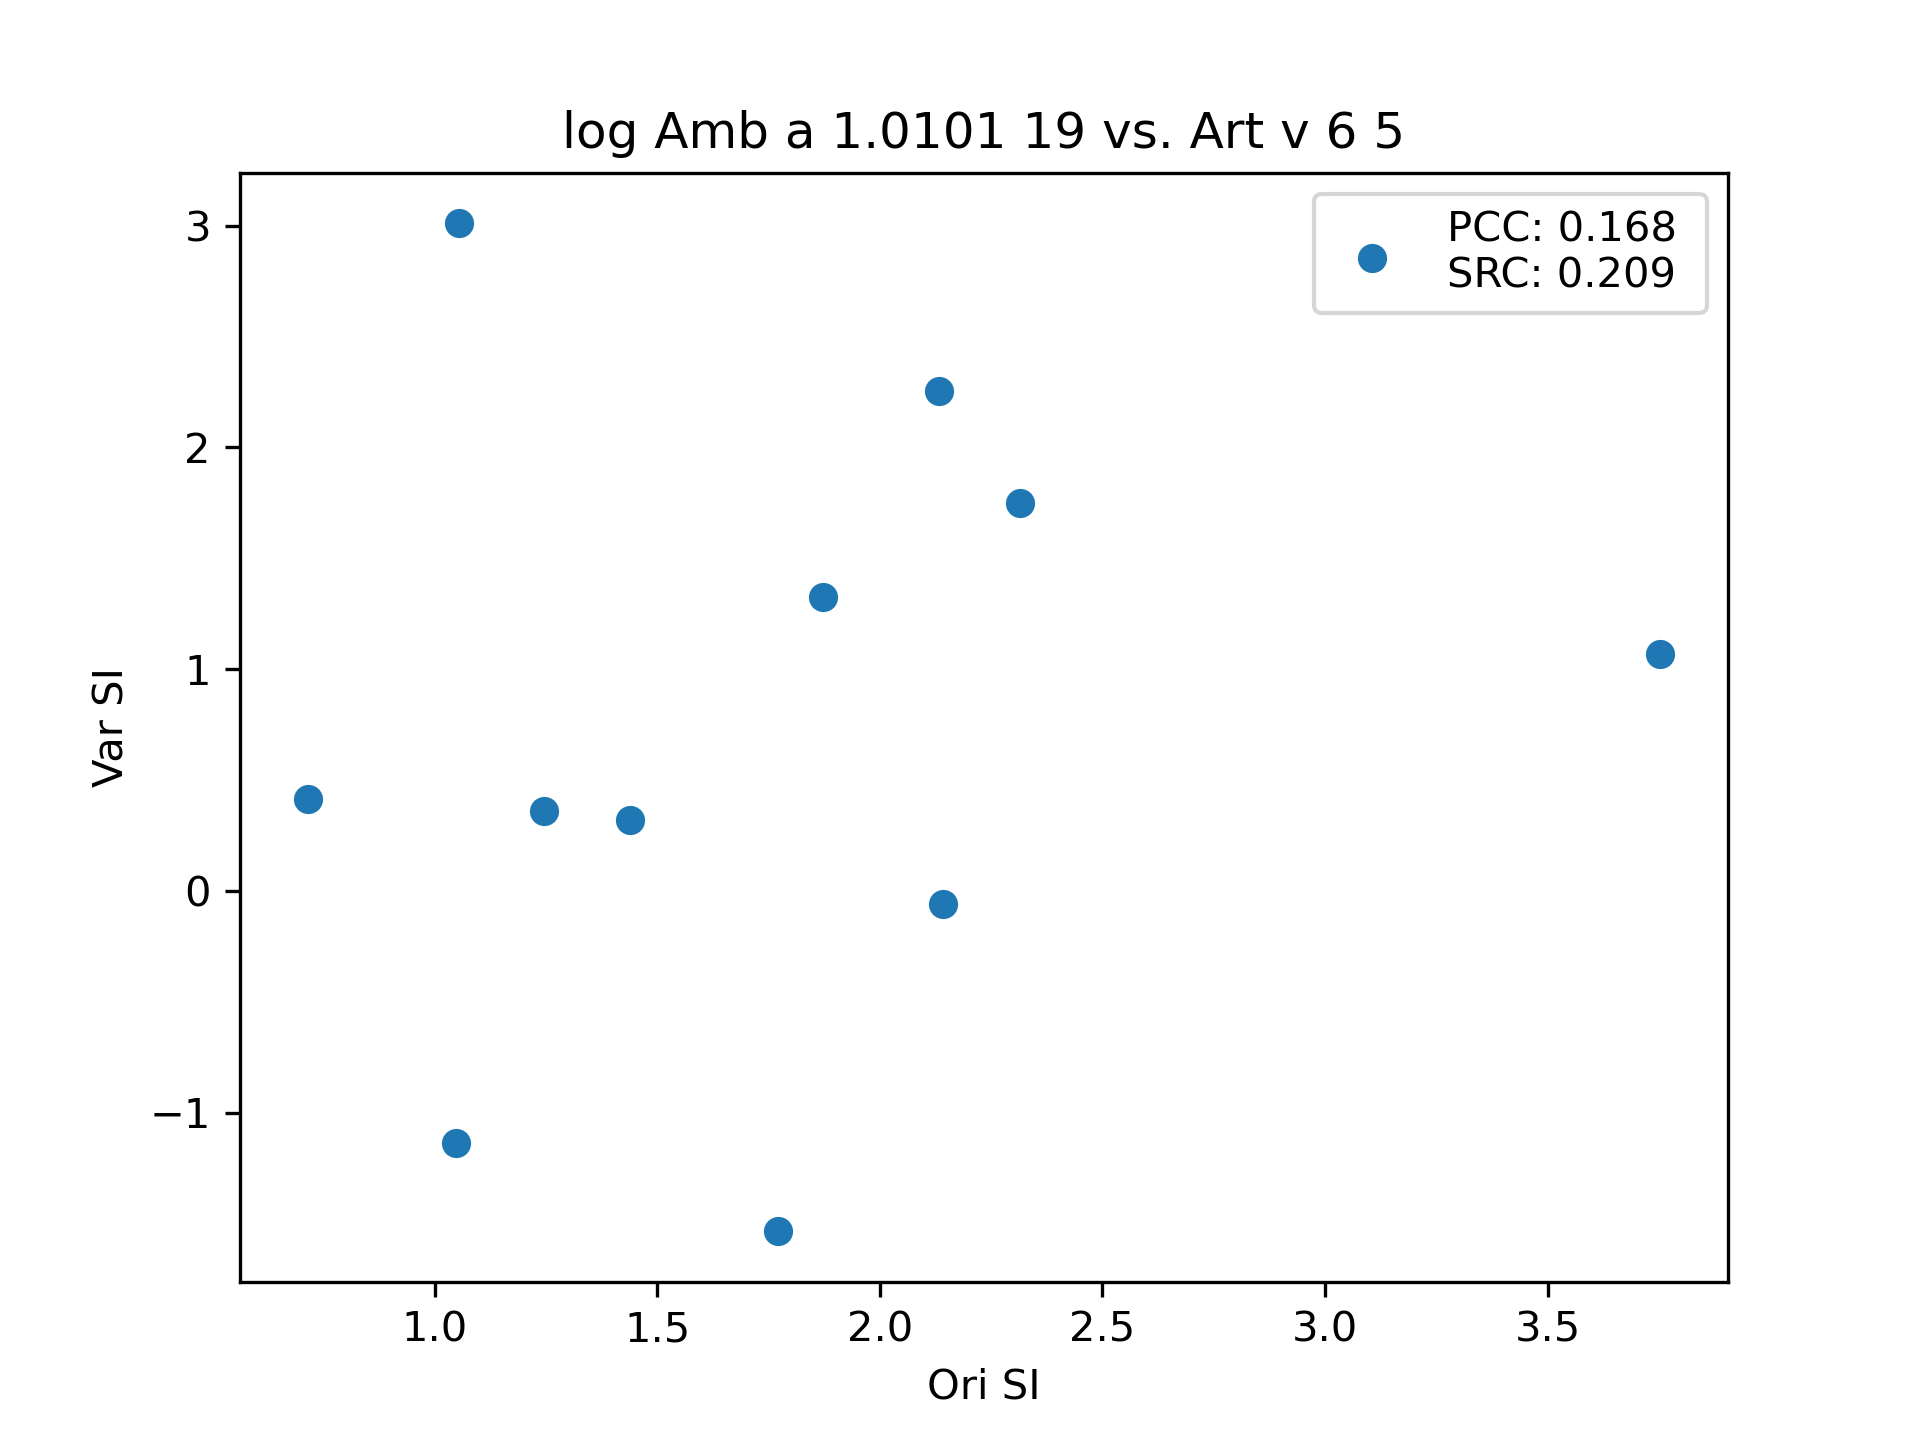 log Amb a 1.0101 19 vs. Art v 6 5
PCC: 0.168
SRC: 0.209
3
2
1
0
−1
Var SI
1.0 1.5 2.0 2.5 3.0 3.5
Ori SI